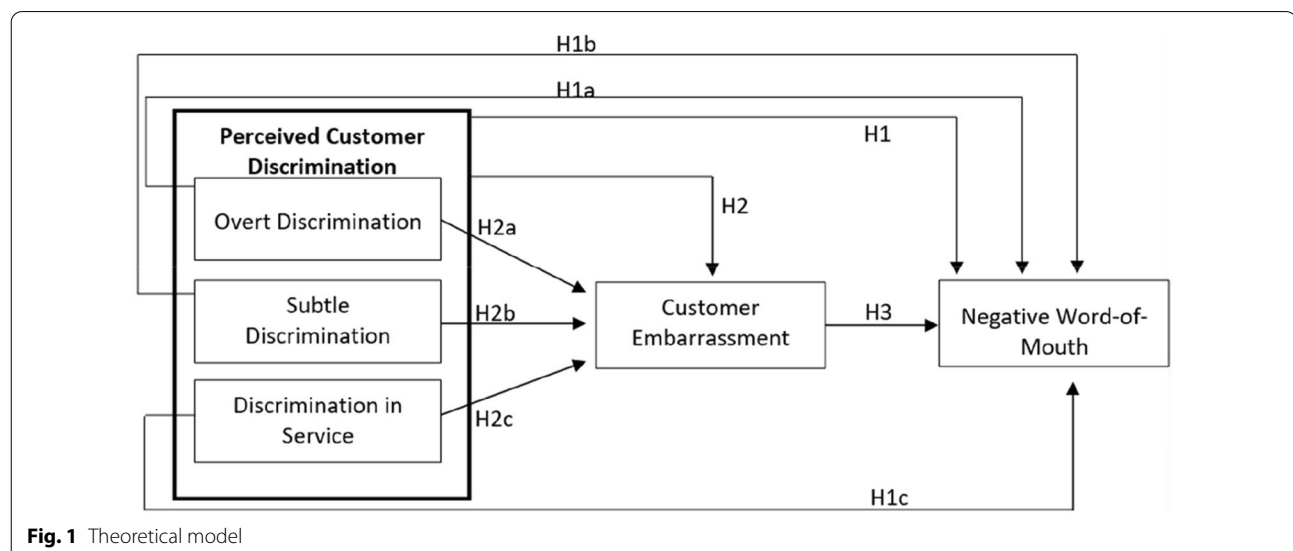 H1b
H1a
H1
Perceived Customer
Discrimination
Overt Discrimination
H2
H2a
Subtle
Discrimination
H2b
Customer
Embarrassment
H3
Negative Word-of-
Mouth
Discrimination in
Service
H2c
H1c
Fig. 1 Theoretical model